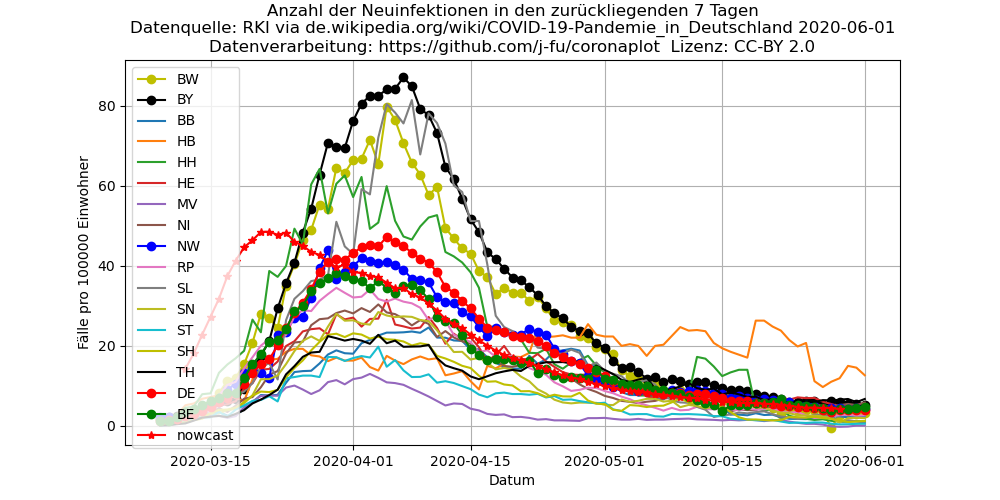 Anzahl der Neuinfektionen in den zurückliegenden 7 Tagen
Datenquelle: RKI via de.wikipedia.org/wiki/COVID-19-Pandemie_in_Deutschland 2020-06-01
Datenverarbeitung: https://github.com/j-fu/coronaplot  Lizenz: CC-BY 2.0
BW
BY
BB
HB
HH
HE
MV
NI
NW
RP
SL
SN
ST
SH
TH
DE
BE
nowcast
Fälle pro 100000 Einwohner
80
60
40
20
0
2020-03-15
2020-04-01
2020-04-15
2020-05-01
2020-05-15
2020-06-01
Datum